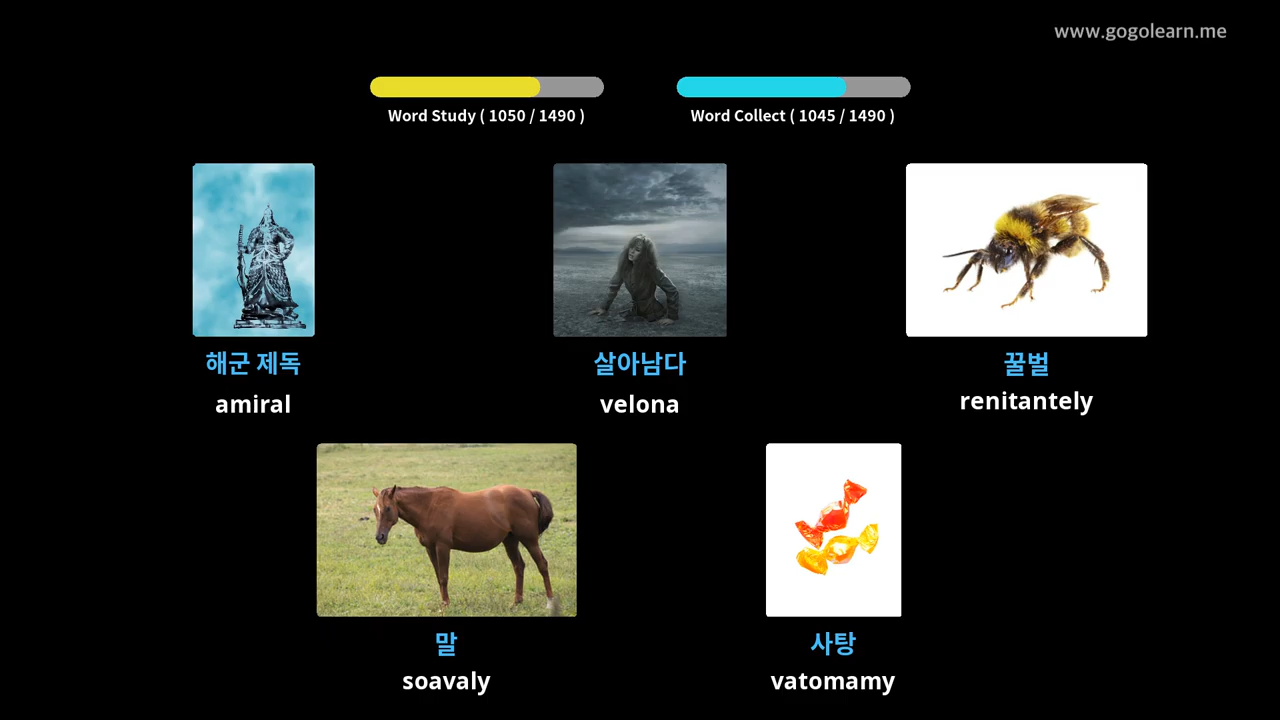 www.gogolearn.me
Word Study ( 1050 / 1490 )
Word Collect ( 1045 / 1490 )
해군 제독
amiral
살아남다
velona
꿀벌
renitantely
말
soavaly
사탕
vatomamy